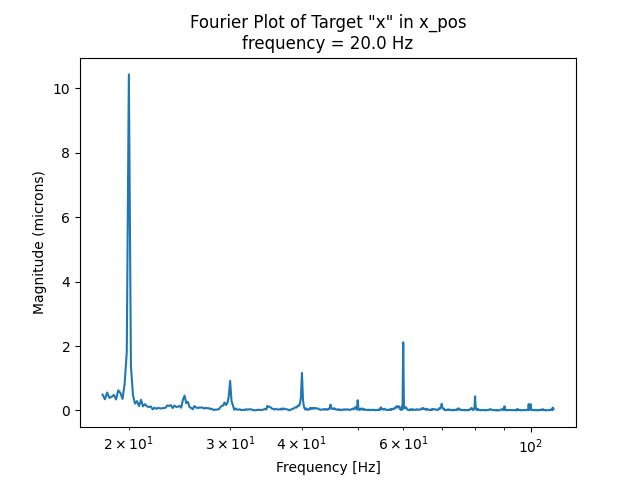 Fourier Plot of Target "x" in x_pos
frequency = 20.0 Hz
Magnitude (microns)
10
8
6
4
2
0
2 × 10¹
3 × 10¹
4 × 10¹
6 × 10¹
10²
Frequency [Hz]